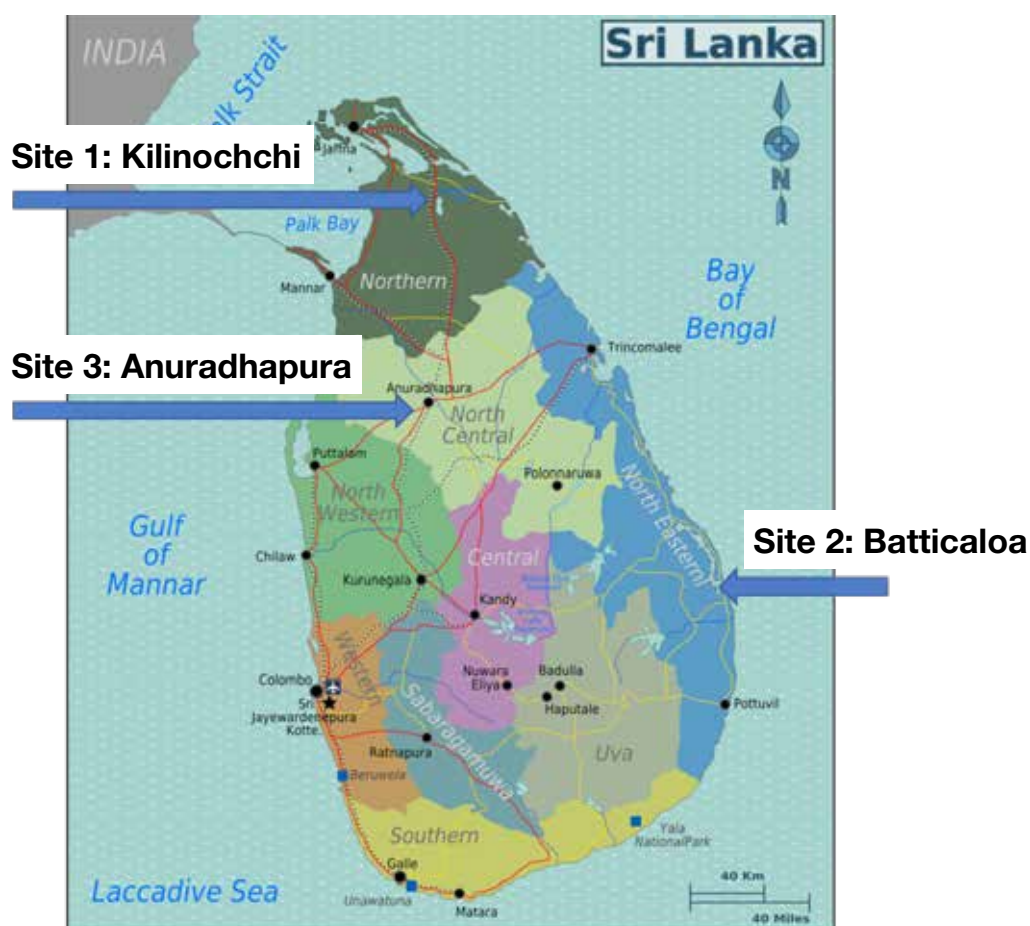 INDIA
Sri Lanka
Palk Strait
Jaffna
Site 1: Kilinochchi
N
Palk Bay
Northern
Mannar
Bay
of
Bengal
Trincomalee
Site 3: Anuradhapura
Anuradhapura
North
Central
Puttalam
Polonnaruwa
North
Western
North Eastern
Gulf
of
Mannar
Site 2: Batticaloa
Chilaw
Central
Kurunegala
Kandy
Western
Nuwara
Eliya
Badulla
Haputale
Colombo
Sri
Jayewardenepura
Kotte
Sabaragamuwa
Pottuvil
Ratnapura
Uva
Beruwela
Southern
Yala
NationalPark
Galle
Unawatuna
Matara
Laccadive Sea
40 Km
40 Miles